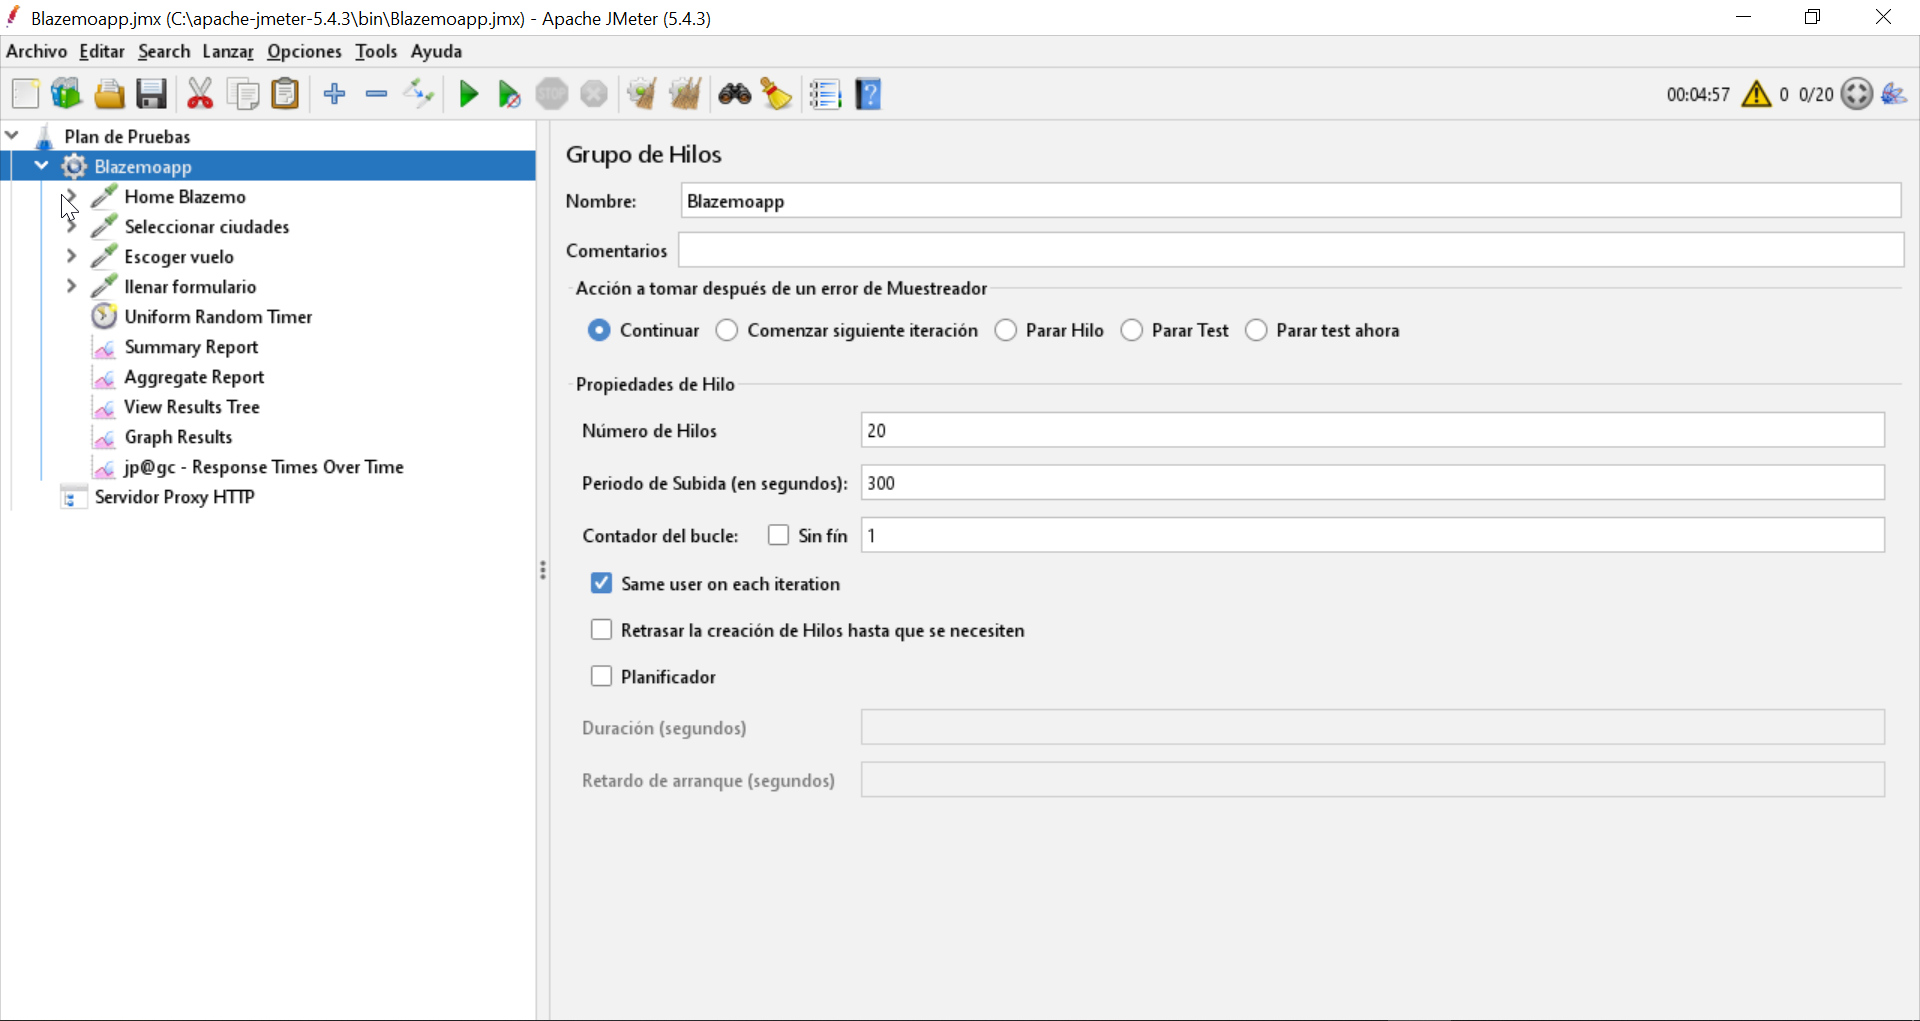 Blazemoapp.jmx (C:\apache-jmeter-5.4.3\bin\Blazemoapp.jmx) - Apache JMeter (5.4.3)
Archivo Editar Search Lanzar Opciones Tools Ayuda
STOP
00:04:57 0 0/20
Plan de Pruebas
Blazemoapp
Home Blazemo
Seleccionar ciudades
Escoger vuelo
llenar formulario
Uniform Random Timer
Summary Report
Aggregate Report
View Results Tree
Graph Results
jp@gc - Response Times Over Time
Servidor Proxy HTTP
Grupo de Hilos
Nombre: Blazemoapp
Comentarios
Acción a tomar después de un error de Muestreador
Continuar Comenzar siguiente iteración Parar Hilo Parar Test Parar test ahora
Propiedades de Hilo
Número de Hilos 20
Periodo de Subida (en segundos): 300
Contador del bucle: Sin fín 1
Same user on each iteration
Retrasar la creación de Hilos hasta que se necesiten
Planificador
Duración (segundos)
Retardo de arranque (segundos)